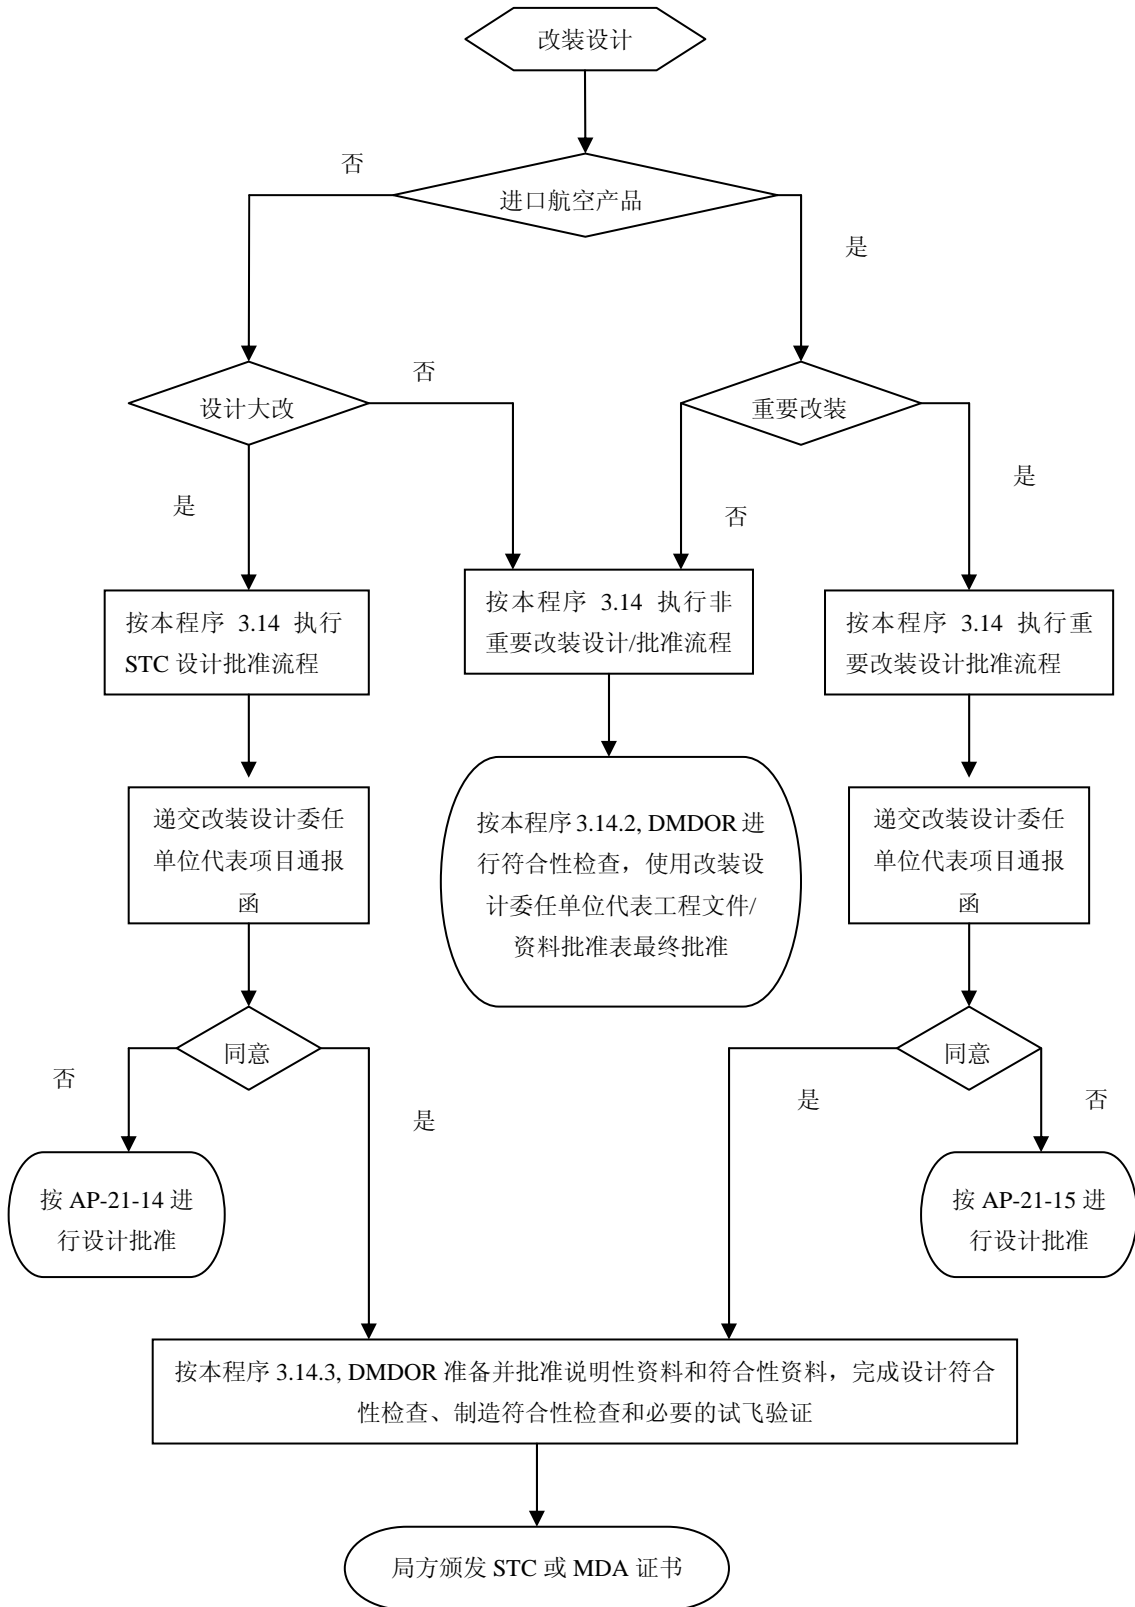 改装设计
否
进口航空产品
是
否
设计大改
重要改装
是
否
是
按本程序 3.14 执行
STC 设计批准流程
按本程序 3.14 执行非
重要改装设计/批准流程
按本程序 3.14 执行重
要改装设计批准流程
递交改装设计委任
单位代表项目通报
函
按本程序3.14.2, DMDOR 进
行符合性检查，使用改装设
计委任单位代表工程文件/
资料批准表最终批准
递交改装设计委任
单位代表项目通报
函
同意
同意
否
是
是
否
按 AP-21-14 进
行设计批准
按 AP-21-15 进
行设计批准
按本程序 3.14.3, DMDOR 准备并批准说明性资料和符合性资料，完成设计符合
性检查、制造符合性检查和必要的试飞验证
局方颁发 STC 或 MDA 证书